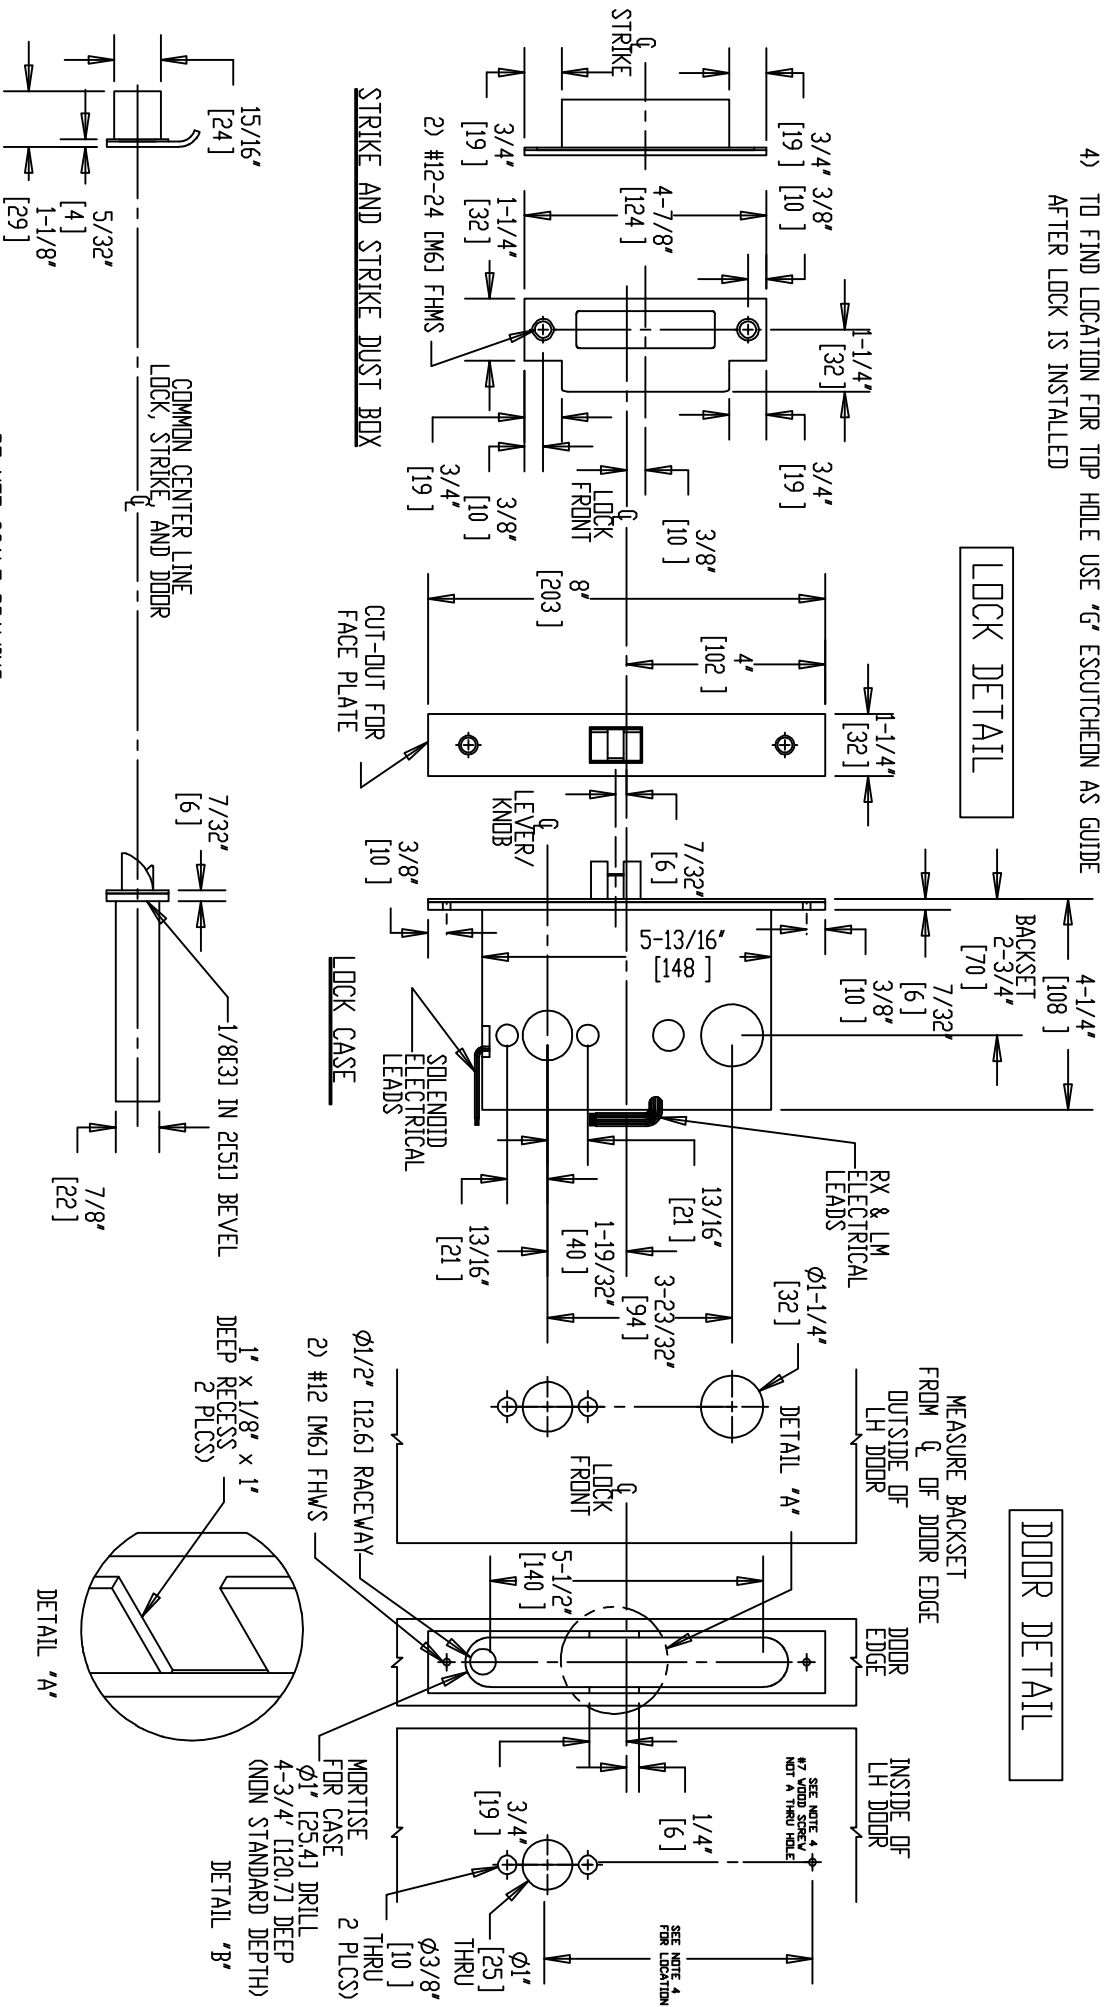 4) TO FIND LOCATION FOR TOP HOLE USE "G" ESCUTCHEON AS GUIDE
AFTER LOCK IS INSTALLED
LOCK DETAIL
DOOR DETAIL
℄
STRIKE
3/4"
[19 ]
3/8"
[10 ]
4-7/8"
[124 ]
3/4"
[19 ]
1-1/4"
[32 ]
2) #12-24 [M6] FHMS
STRIKE AND STRIKE DUST BOX
1-1/4"
[32 ]
3/4"
[19 ]
3/8"
[10 ]
℄
LOCK
FRONT
3/8"
[10 ]
3/4"
[19 ]
8"
[203 ]
4"
[102 ]
1-1/4"
[32 ]
CUT-OUT FOR
FACE PLATE
℄
LEVER/
KNOB
7/32"
[6 ]
3/8"
[10 ]
4-1/4"
[108 ]
BACKSET
2-3/4"
[70 ]
7/32"
[6 ]
3/8"
[10 ]
5-13/16"
[148 ]
LOCK CASE
SOLENOID
ELECTRICAL
LEADS
RX & LM
ELECTRICAL
LEADS
13/16"
[21 ]
1-19/32"
[40 ]
13/16"
[21 ]
3-23/32"
[94 ]
Ø1-1/4"
[32 ]
MEASURE BACKSET
FROM ℄ OF DOOR EDGE
OUTSIDE OF
LH DOOR
DETAIL "A"
℄
LOCK
FRONT
5-1/2"
[140 ]
DOOR
EDGE
INSIDE OF
LH DOOR
SEE NOTE 4
#7 WOOD SCREW
NOT A THRU HOLE
SEE NOTE 4
FOR LOCATION
1/4"
[6 ]
3/4"
[19 ]
Ø1"
[25 ]
THRU
Ø3/8"
[10 ]
THRU
2 PLCS)
Ø1/2" [12.6] RACEWAY
2) #12 [M6] FHWS
MORTISE
FOR CASE
Ø1" [25.4] DRILL
4-3/4' [120.7] DEEP
(NON STANDARD DEPTH)
DETAIL "B"
1" x 1/8" x 1"
DEEP RECESS
2 PLCS)
DETAIL "A"
15/16"
[24 ]
5/32"
[4 ]
1-1/8"
[29 ]
COMMON CENTER LINE
LOCK, STRIKE, AND DOOR
℄
7/32"
[6 ]
1/8[3] IN 2[51] BEVEL
7/8"
[22 ]